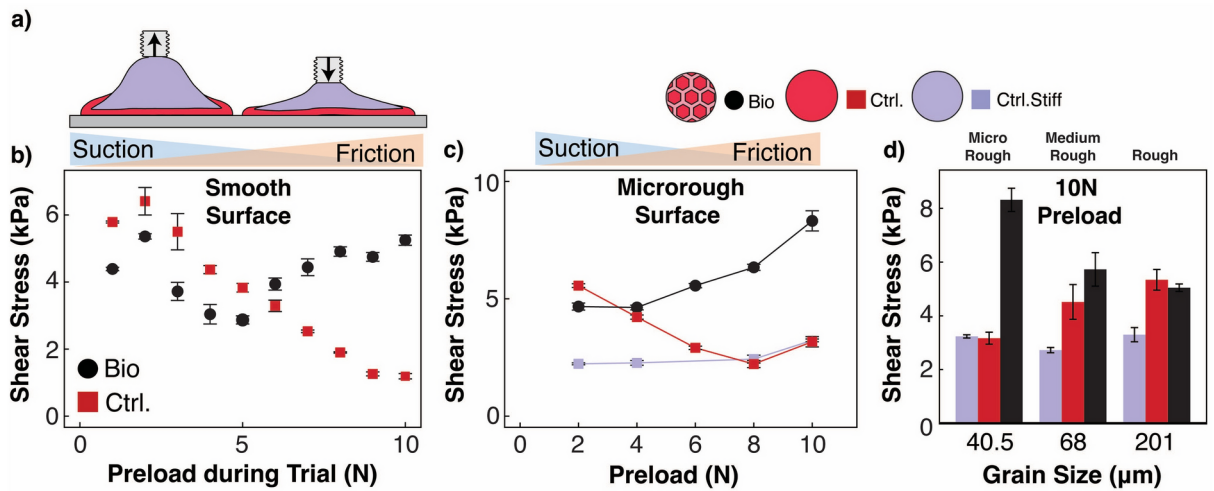 a)
Bio
Ctrl.
Ctrl.Stiff
b)
Suction
Friction
Smooth
Surface
Shear Stress (kPa)
6
4
2
0
Bio
Ctrl.
0
5
10
Preload during Trial (N)
c)
Suction
Friction
Microrough
Surface
Shear Stress (kPa)
10
5
0
0
2
4
6
8
10
Preload (N)
d)
Micro
Rough
Medium
Rough
Rough
10N
Preload
Shear Stress (kPa)
8
6
4
2
0
40.5
68
201
Grain Size (µm)